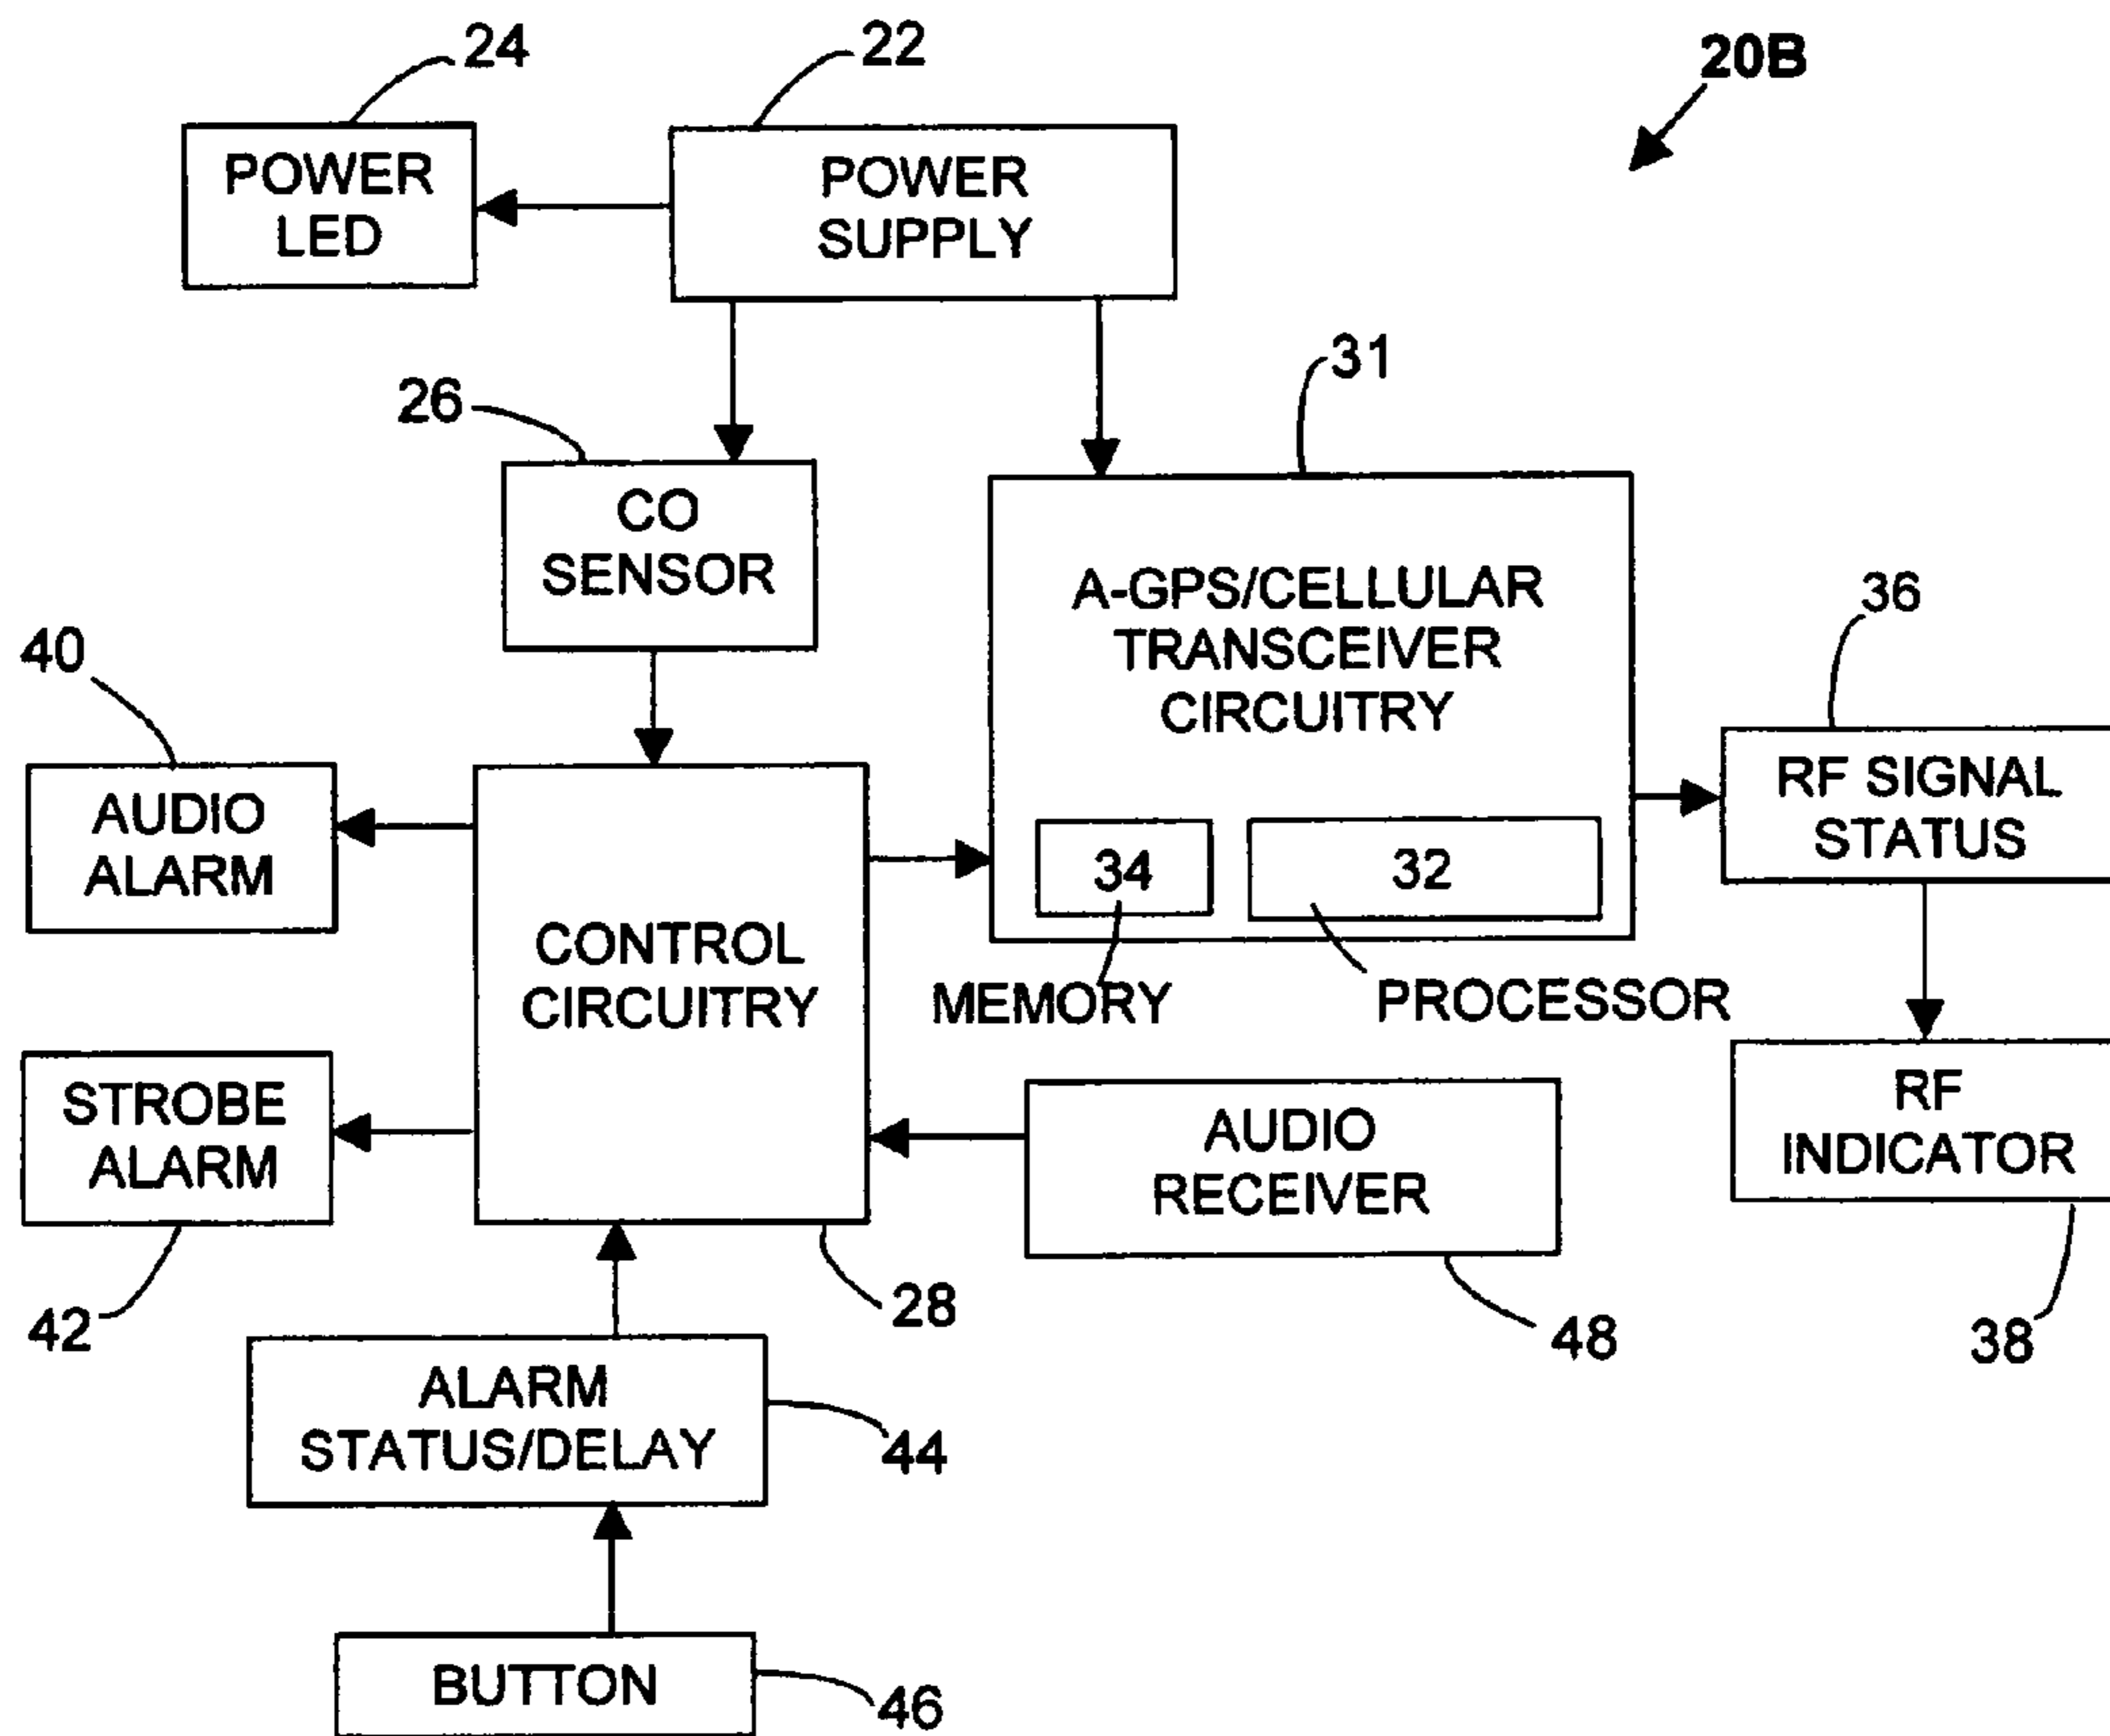 24
22
20B
POWER
LED
POWER
SUPPLY
31
26
CO
SENSOR
A-GPS/CELLULAR
TRANSCEIVER
CIRCUITRY
36
40
AUDIO
ALARM
RF SIGNAL
STATUS
34
32
CONTROL
CIRCUITRY
MEMORY
PROCESSOR
STROBE
ALARM
AUDIO
RECEIVER
RF
INDICATOR
42
28
48
38
ALARM
STATUS/DELAY
44
BUTTON
46